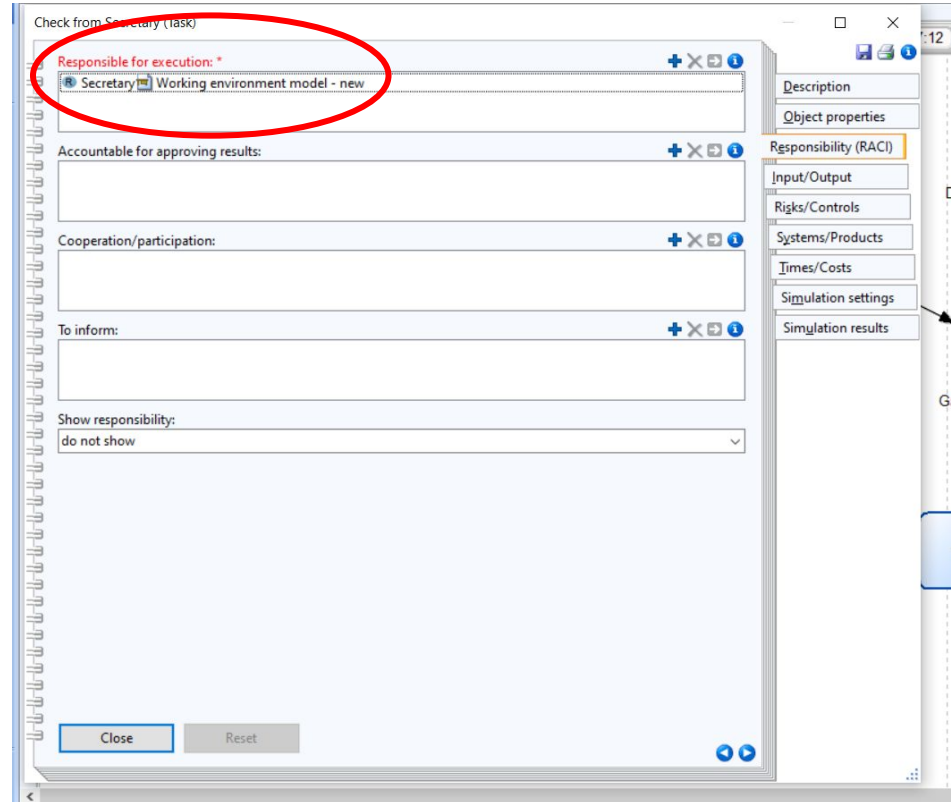 Check from Secretary (Task)
:12
Responsible for execution: *
R Secretary Working environment model - new
Accountable for approving results:
Cooperation/participation:
To inform:
Show responsibility:
do not show
Close
Reset
Description
Object properties
Responsibility (RACI)
Input/Output
Risks/Controls
Systems/Products
Times/Costs
Simulation settings
Simulation results
G